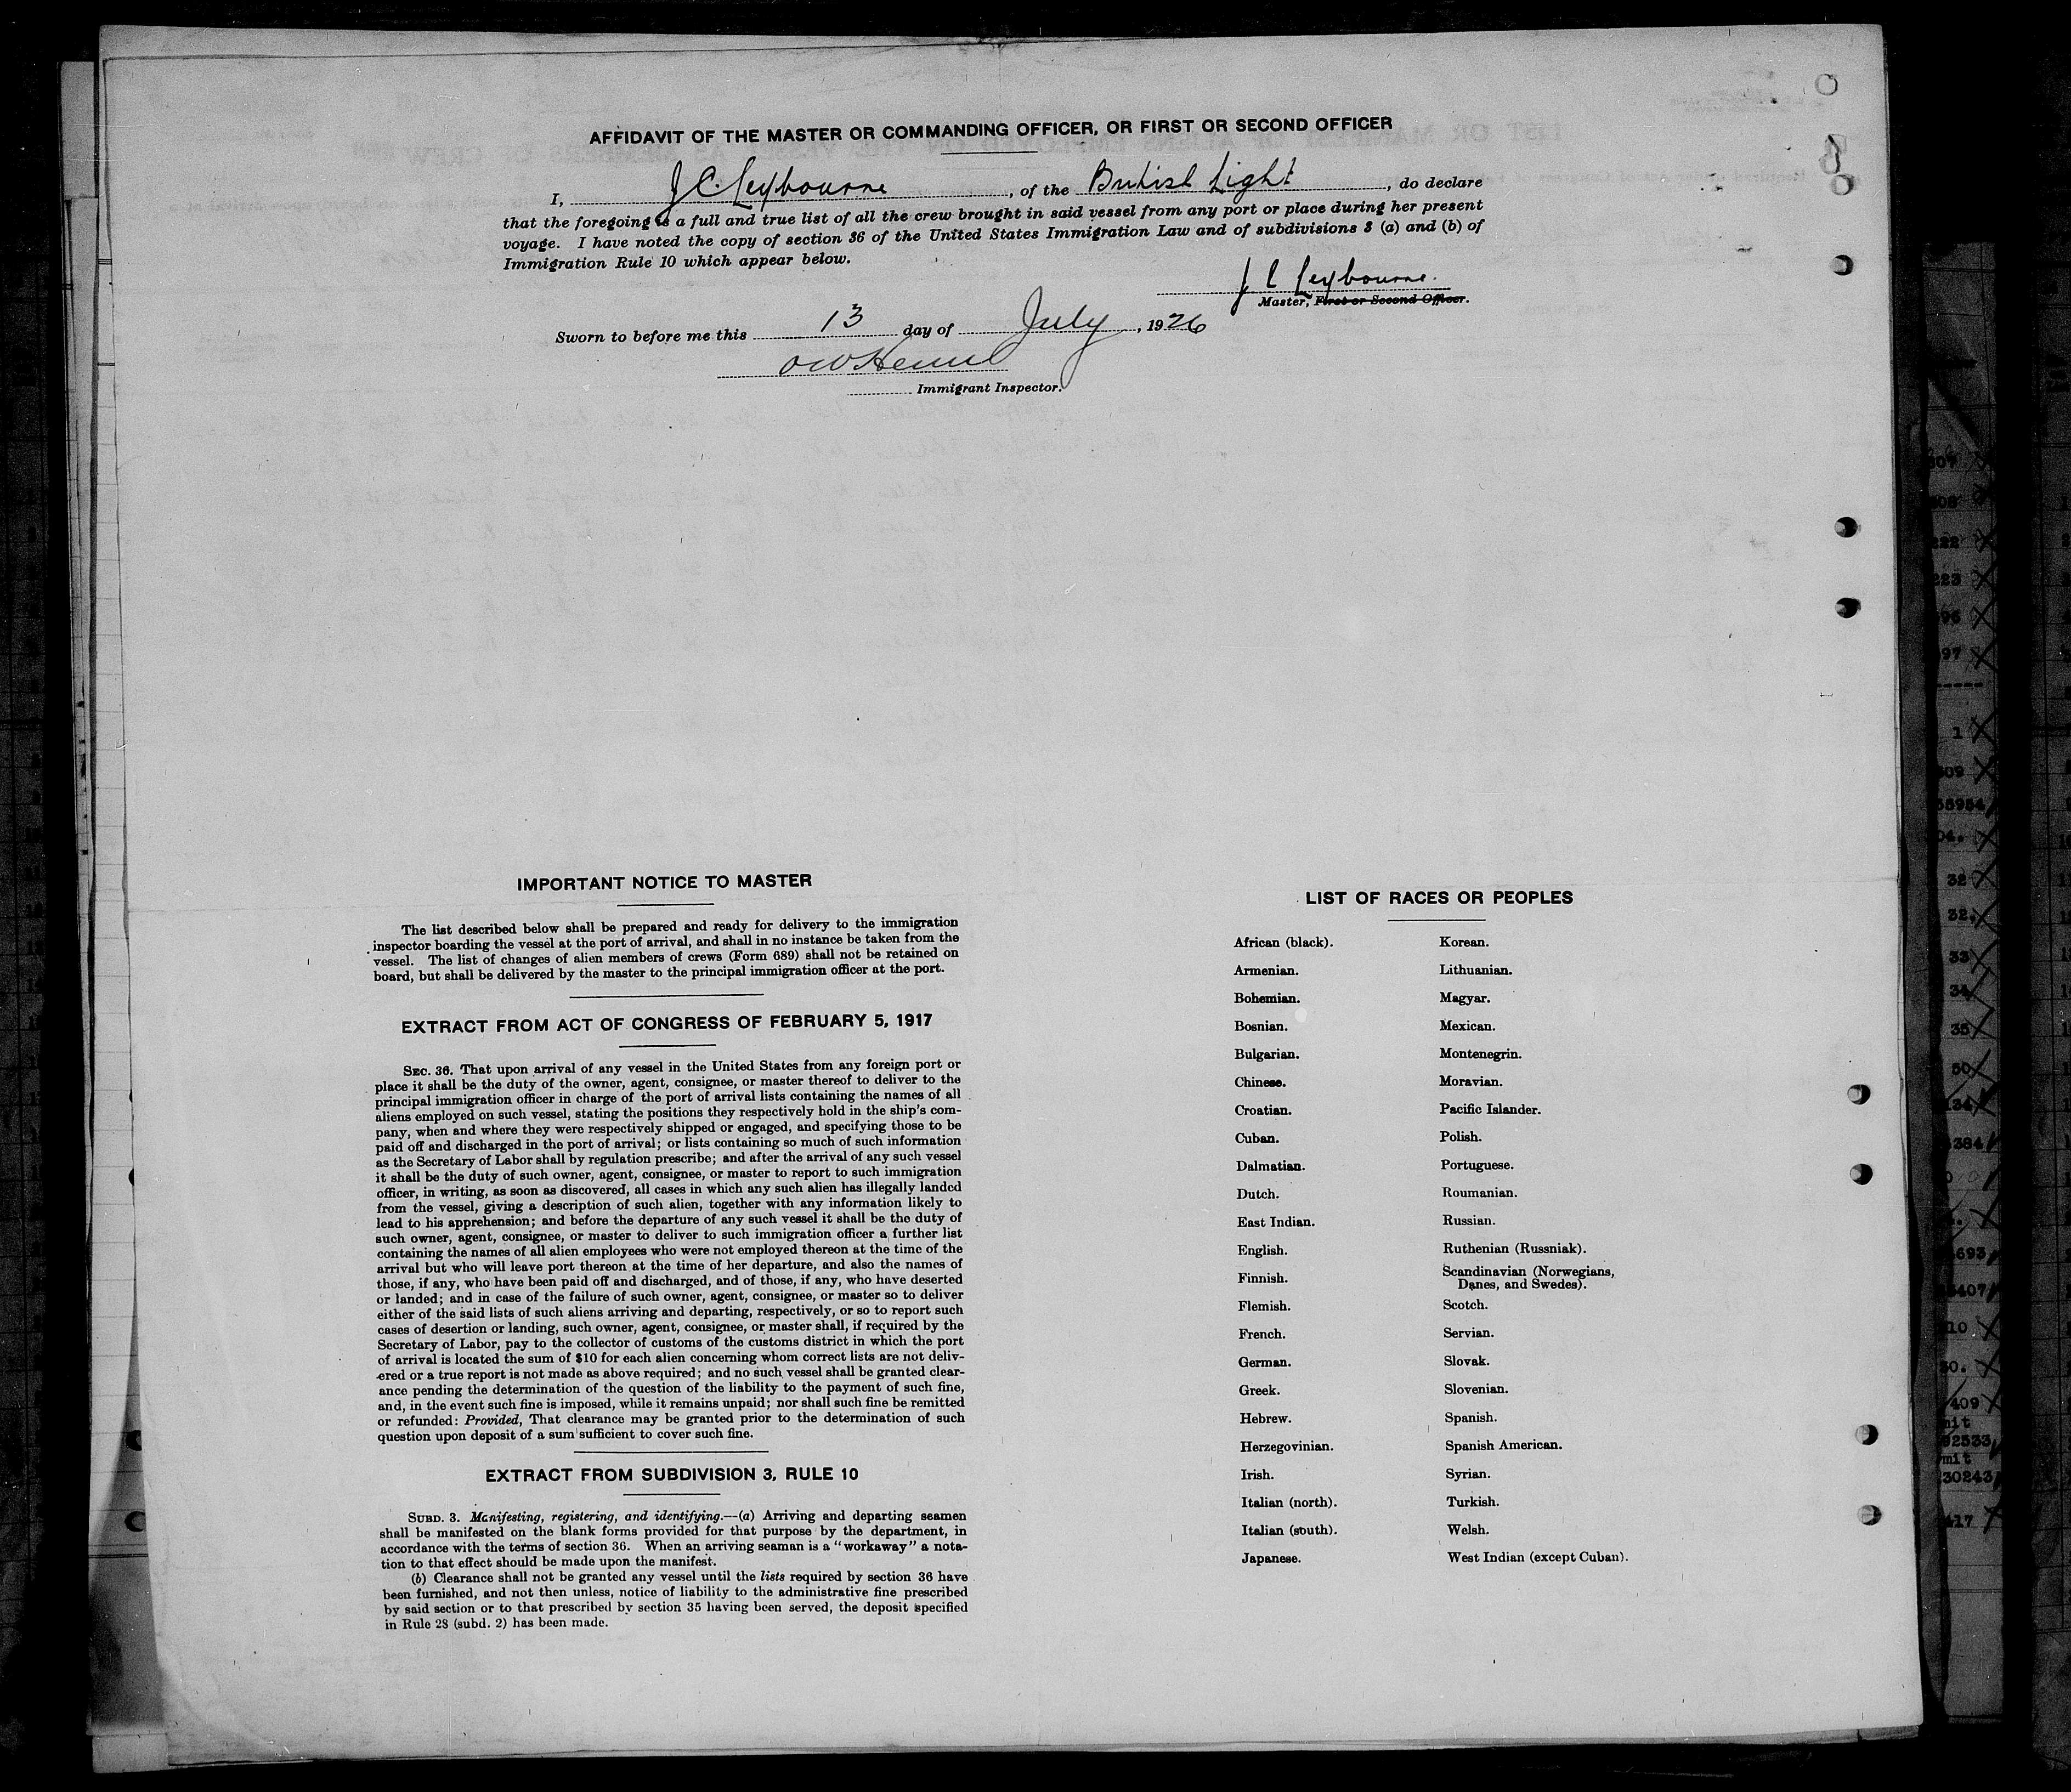 AFFIDAVIT OF THE MASTER OR COMMANDING OFFICER, OR FIRST OR SECOND OFFICER
I, J C Leybourne, of the British Light, do declare
that the foregoing is a full and true list of all the crew brought in said vessel from any port or place during her present
voyage. I have noted the copy of section 36 of the United States Immigration Law and of subdivisions 3 (a) and (b) of
Immigration Rule 10 which appear below.
J C Leybourne.
Master, First or Second Officer.
Sworn to before me this 13 day of July, 1926
Immigrant Inspector.
IMPORTANT NOTICE TO MASTER
The list described below shall be prepared and ready for delivery to the immigration
inspector boarding the vessel at the port of arrival, and shall in no instance be taken from the
vessel. The list of changes of alien members of crews (Form 689) shall not be retained on
board, but shall be delivered by the master to the principal immigration officer at the port.
EXTRACT FROM ACT OF CONGRESS OF FEBRUARY 5, 1917
SEC. 36. That upon arrival of any vessel in the United States from any foreign port or
place it shall be the duty of the owner, agent, consignee, or master thereof to deliver to the
principal immigration officer in charge of the port of arrival lists containing the names of all
aliens employed on such vessel, stating the positions they respectively hold in the ship's com-
pany, when and where they were respectively shipped or engaged, and specifying those to be
paid off and discharged in the port of arrival; or lists containing so much of such information
as the Secretary of Labor shall by regulation prescribe; and after the arrival of any such vessel
it shall be the duty of such owner, agent, consignee, or master to report to such immigration
officer, in writing, as soon as discovered, all cases in which any such alien has illegally landed
from the vessel, giving a description of such alien, together with any information likely to
lead to his apprehension; and before the departure of any such vessel it shall be the duty of
such owner, agent, consignee, or master to deliver to such immigration officer a further list
containing the names of all alien employees who were not employed thereon at the time of the
arrival but who will leave port thereon at the time of her departure, and also the names of
those, if any, who have been paid off and discharged, and of those, if any, who have deserted
or landed; and in case of the failure of such owner, agent, consignee, or master so to deliver
either of the said lists of such aliens arriving and departing, respectively, or so to report such
cases of desertion or landing, such owner, agent, consignee, or master shall, if required by the
Secretary of Labor, pay to the collector of customs of the customs district in which the port
of arrival is located the sum of $10 for each alien concerning whom correct lists are not deliv-
ered or a true report is not made as above required; and no such vessel shall be granted clear-
ance pending the determination of the question of the liability to the payment of such fine,
and, in the event such fine is imposed, while it remains unpaid; nor shall such fine be remitted
or refunded: Provided, That clearance may be granted prior to the determination of such
question upon deposit of a sum sufficient to cover such fine.
EXTRACT FROM SUBDIVISION 3, RULE 10
SUBD. 3. Manifesting, registering, and identifying.—(a) Arriving and departing seamen
shall be manifested on the blank forms provided for that purpose by the department, in
accordance with the terms of section 36. When an arriving seaman is a "workaway" a nota-
tion to that effect should be made upon the manifest.
(b) Clearance shall not be granted any vessel until the lists required by section 36 have
been furnished, and not then unless, notice of liability to the administrative fine prescribed
by said section or to that prescribed by section 35 having been served, the deposit specified
in Rule 28 (subd. 2) has been made.
LIST OF RACES OR PEOPLES
African (black). Korean.
Armenian. Lithuanian.
Bohemian. Magyar.
Bosnian. Mexican.
Bulgarian. Montenegrin.
Chinese. Moravian.
Croatian. Pacific Islander.
Cuban. Polish.
Dalmatian. Portuguese.
Dutch. Roumanian.
East Indian. Russian.
English. Ruthenian (Russniak).
Finnish. Scandinavian (Norwegians,
Danes, and Swedes).
Flemish. Scotch.
French. Servian.
German. Slovak.
Greek. Slovenian.
Hebrew. Spanish.
Herzegovinian. Spanish American.
Irish. Syrian.
Italian (north). Turkish.
Italian (south). Welsh.
Japanese. West Indian (except Cuban).